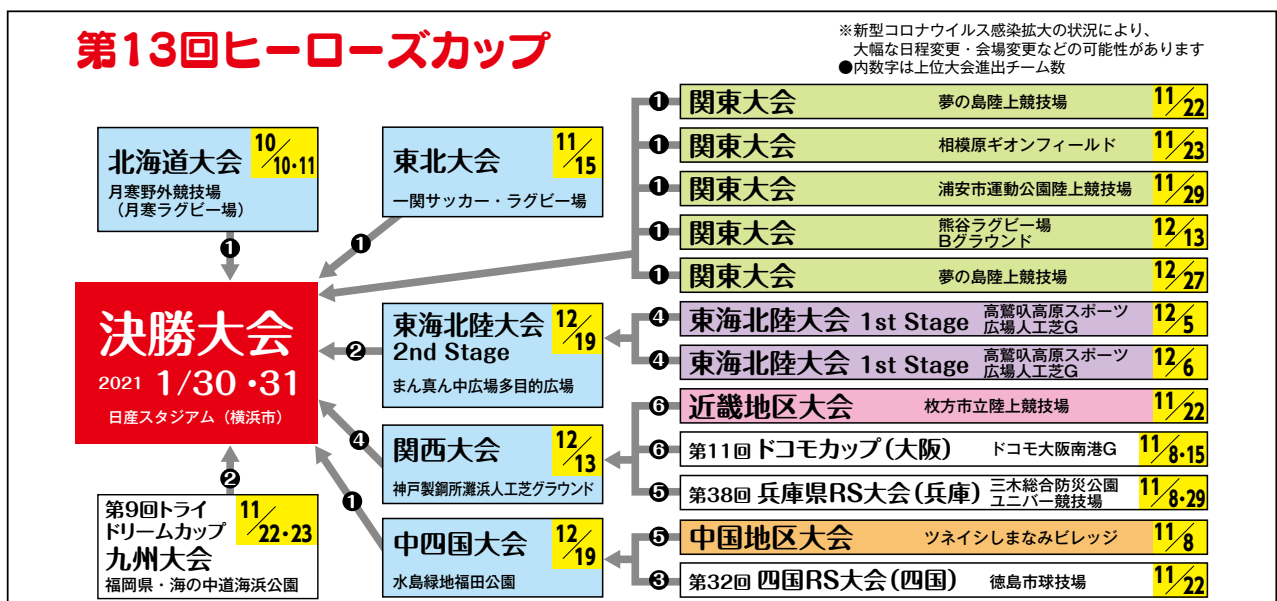 第13回ヒーローズカップ
※新型コロナウイルス感染拡大の状況により、
大幅な日程変更・会場変更などの可能性があります
●内数字は上位大会進出チーム数
北海道大会 10/10・11
月寒野外競技場
（月寒ラグビー場）
❶
東北大会 11/15
一関サッカー・ラグビー場
❶
❶ 関東大会 夢の島陸上競技場 11/22
❶ 関東大会 相模原ギオンフィールド 11/23
❶ 関東大会 浦安市運動公園陸上競技場 11/29
❶ 関東大会 熊谷ラグビー場
Bグラウンド 12/13
❶ 関東大会 夢の島陸上競技場 12/27
決勝大会
2021 1/30・31
日産スタジアム（横浜市）
❷
東海北陸大会 12/19
2nd Stage
まん真ん中広場多目的広場
❹ 東海北陸大会 1st Stage 高鷲叺高原スポーツ
広場人工芝G 12/5
❹ 東海北陸大会 1st Stage 高鷲叺高原スポーツ
広場人工芝G 12/6
❹
関西大会 12/13
神戸製鋼所灘浜人工芝グラウンド
❻ 近畿地区大会 枚方市立陸上競技場 11/22
❻ 第11回 ドコモカップ（大阪） ドコモ大阪南港G 11/8・15
❺ 第38回 兵庫県RS大会（兵庫） 三木総合防災公園
ユニバー競技場 11/8・29
❷
第9回トライ
ドリームカップ 11/22・23
九州大会
福岡県・海の中道海浜公園
❶
中四国大会 12/19
水島緑地福田公園
❺ 中国地区大会 ツネイシしまなみビレッジ 11/8
❸ 第32回 四国RS大会（四国） 徳島市球技場 11/22